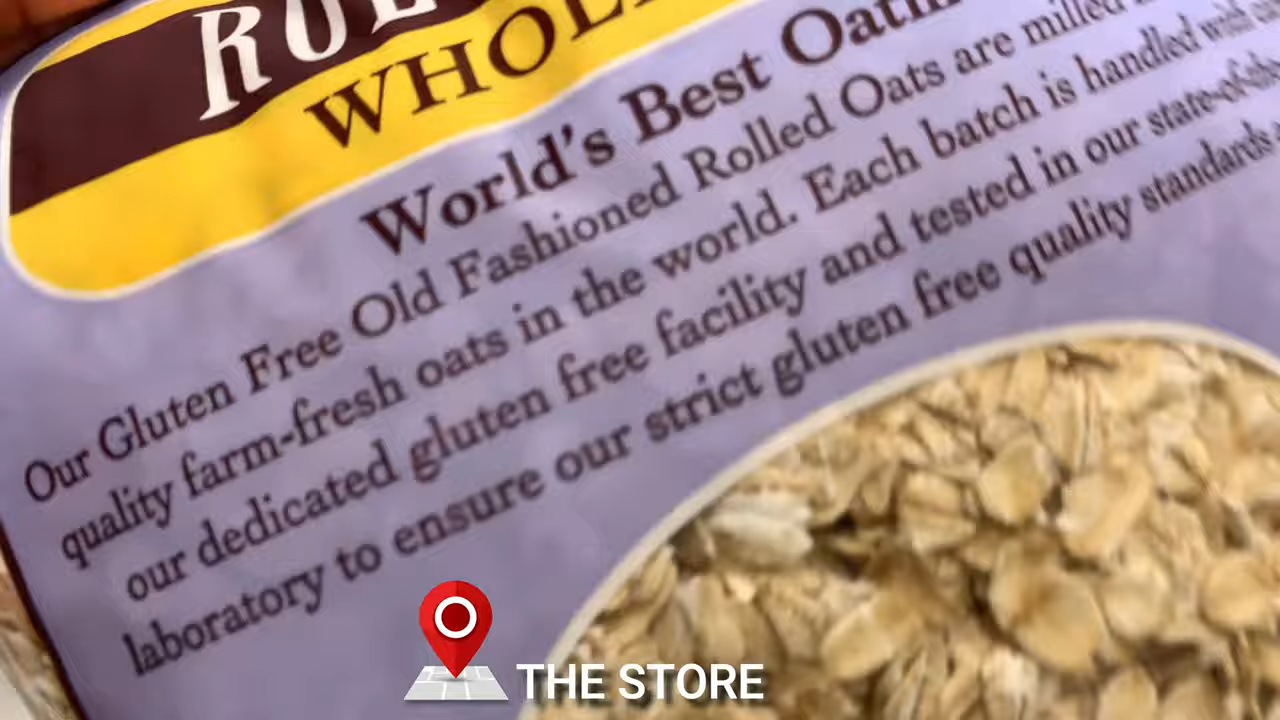 WHOL
World's Best Oatm
Our Gluten Free Old Fashioned Rolled Oats are milled
quality farm-fresh oats in the world. Each batch is handled with
our dedicated gluten free facility and tested in our state-of-the
laboratory to ensure our strict gluten free quality standards
THE STORE